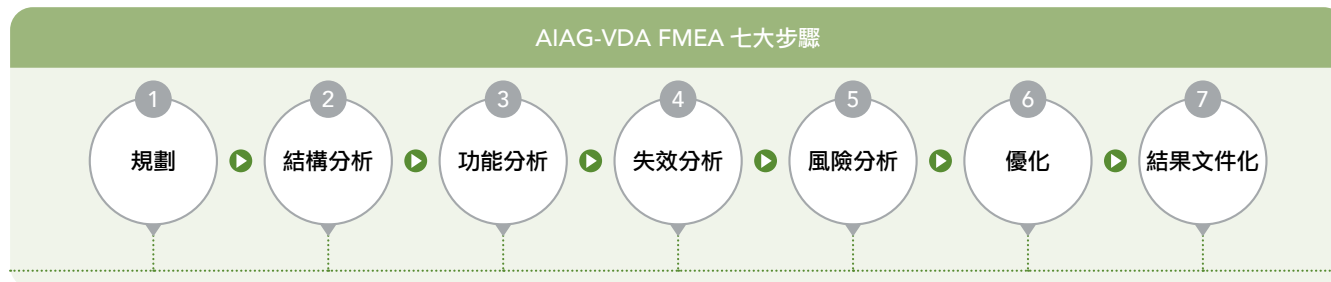 AIAG-VDA FMEA 七大步驟
1
規劃
2
結構分析
3
功能分析
4
失效分析
5
風險分析
6
優化
7
結果文件化